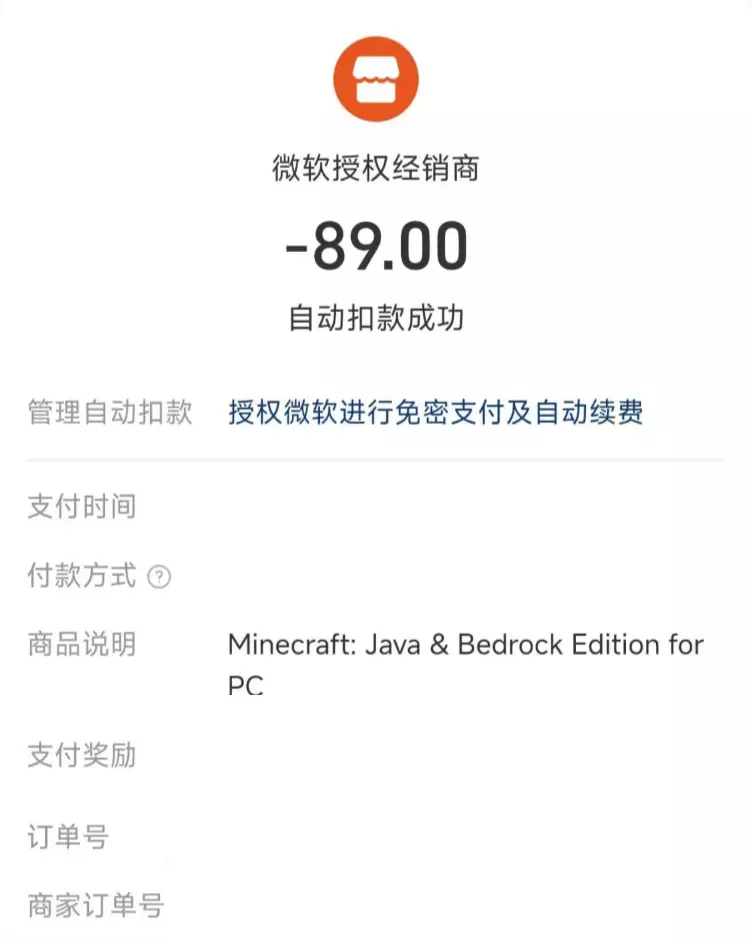 微软授权经销商
-89.00
自动扣款成功
管理自动扣款 授权微软进行免密支付及自动续费
支付时间
付款方式 ?
商品说明 Minecraft: Java & Bedrock Edition for
PC
支付奖励
订单号
商家订单号